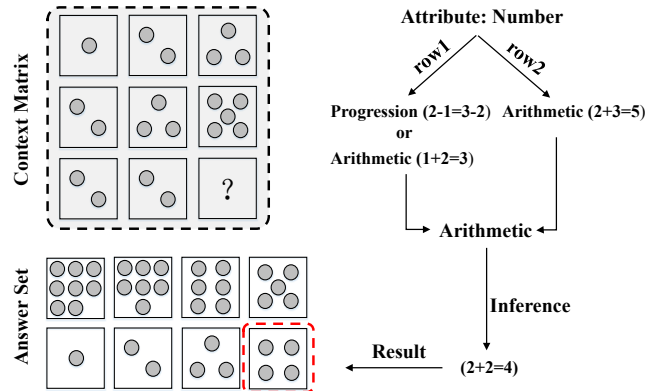 Context Matrix
?
Attribute: Number
row1
row2
Progression (2-1=3-2)
or
Arithmetic (1+2=3)
Arithmetic (2+3=5)
Arithmetic
Inference
(2+2=4)
Result
Answer Set